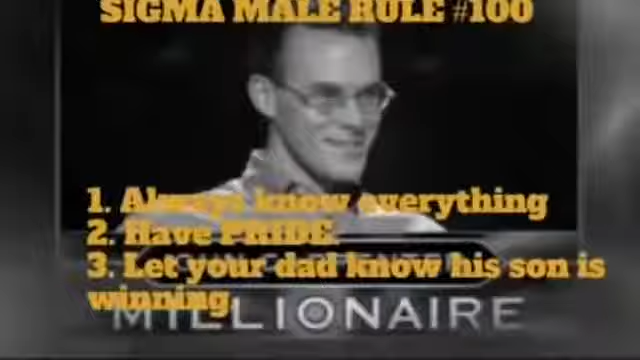 SIGMA MALE RULE #100
1. Always know everything
2. Have PRIDE.
3. Let your dad know his son is
winning.
MILLIONAIRE